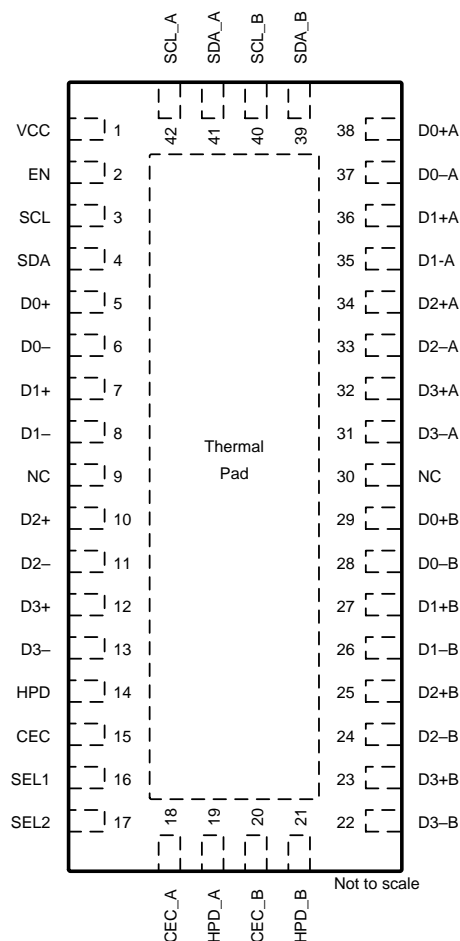 SCL_A SDA_A SCL_B SDA_B
42 41 40 39
VCC 1 38 D0+A
EN 2 37 D0–A
SCL 3 36 D1+A
SDA 4 35 D1-A
D0+ 5 34 D2+A
D0– 6 33 D2–A
D1+ 7 32 D3+A
D1– 8 31 D3–A
Thermal
Pad
NC 9 30 NC
D2+ 10 29 D0+B
D2– 11 28 D0–B
D3+ 12 27 D1+B
D3– 13 26 D1–B
HPD 14 25 D2+B
CEC 15 24 D2–B
SEL1 16 23 D3+B
SEL2 17 22 D3–B
18 19 20 21
CEC_A HPD_A CEC_B HPD_B
Not to scale